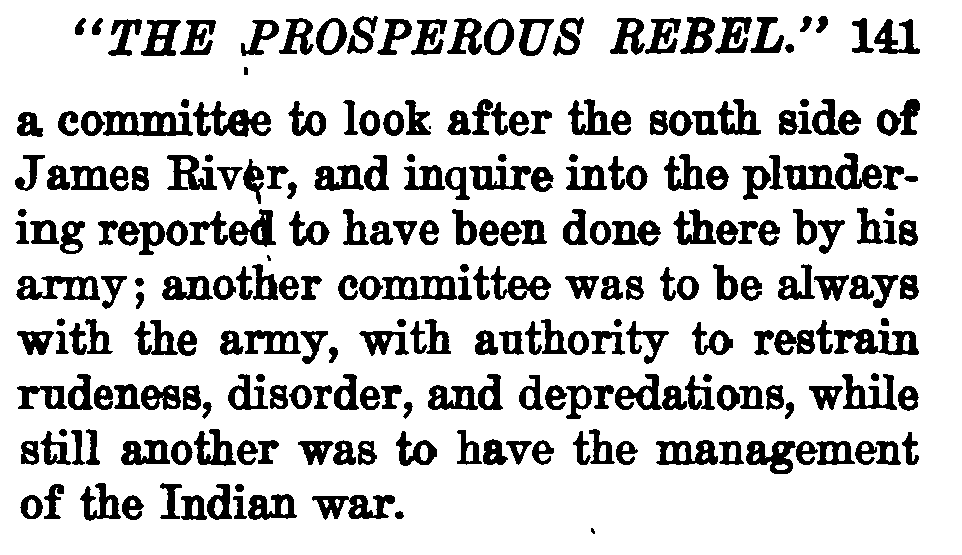 "THE PROSPEROUS REBEL." 141
a committee to look after the south side of
James River, and inquire into the plunder-
ing reported to have been done there by his
army; another committee was to be always
with the army, with authority to restrain
rudeness, disorder, and depredations, while
still another was to have the management
of the Indian war.